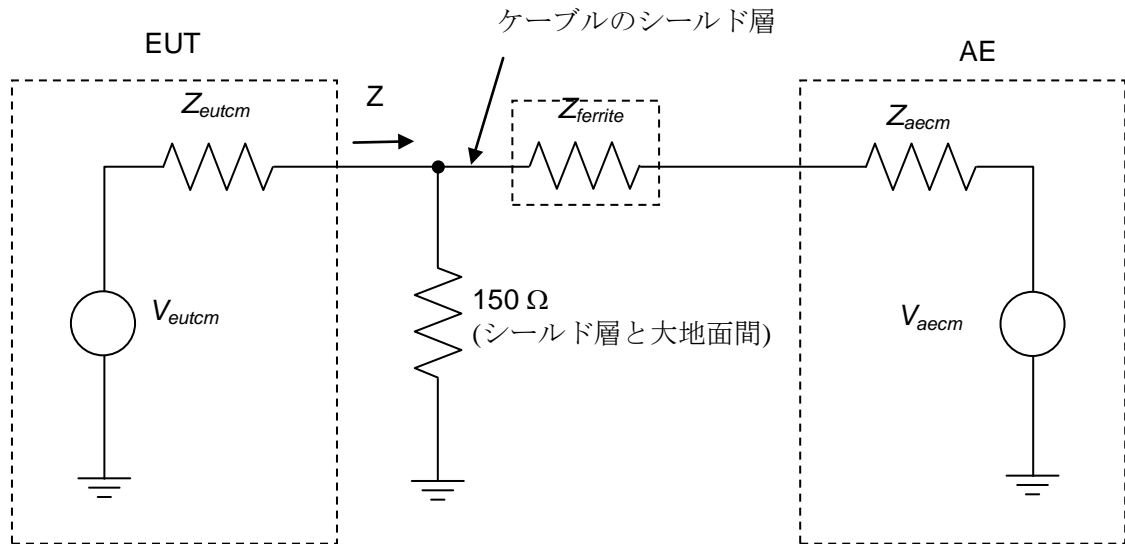 ケーブルのシールド層
EUT
AE
Z
Zeutcm
Zferrite
Zaecm
150 Ω
(シールド層と大地面間)
Veutcm
Vaecm